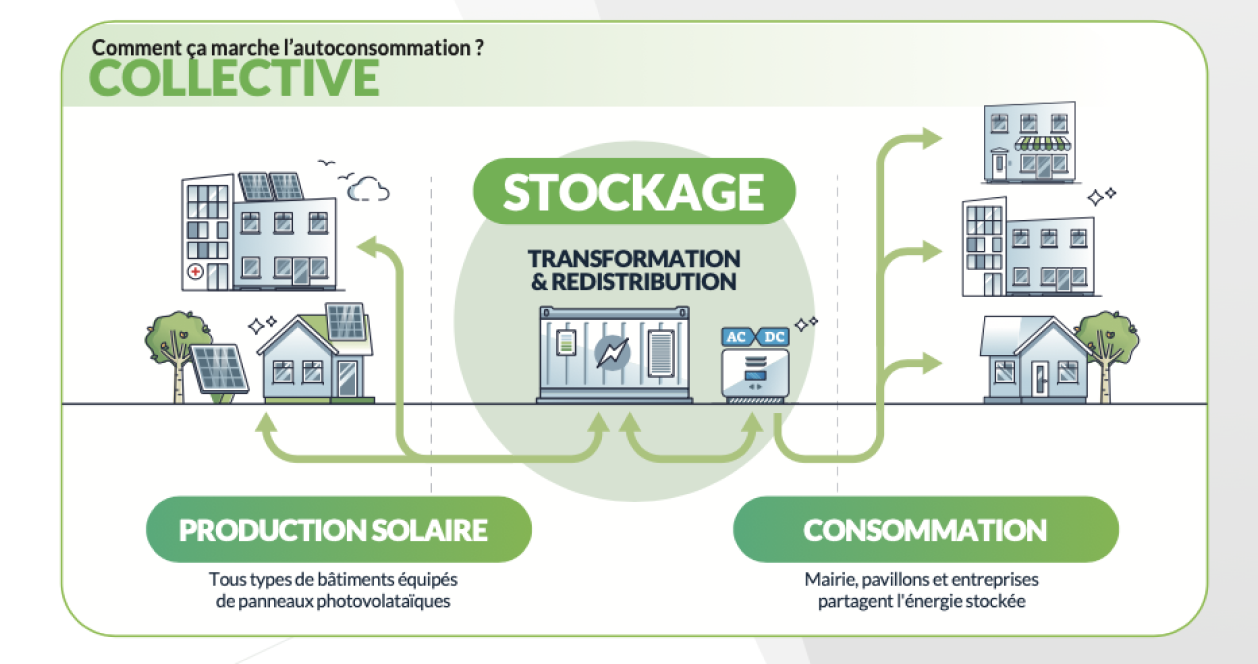 Comment ça marche l'autoconsommation ?
COLLECTIVE
STOCKAGE
TRANSFORMATION
& REDISTRIBUTION
AC DC
PRODUCTION SOLAIRE
Tous types de bâtiments équipés
de panneaux photovolataïques
CONSOMMATION
Mairie, pavillons et entreprises
partagent l'énergie stockée